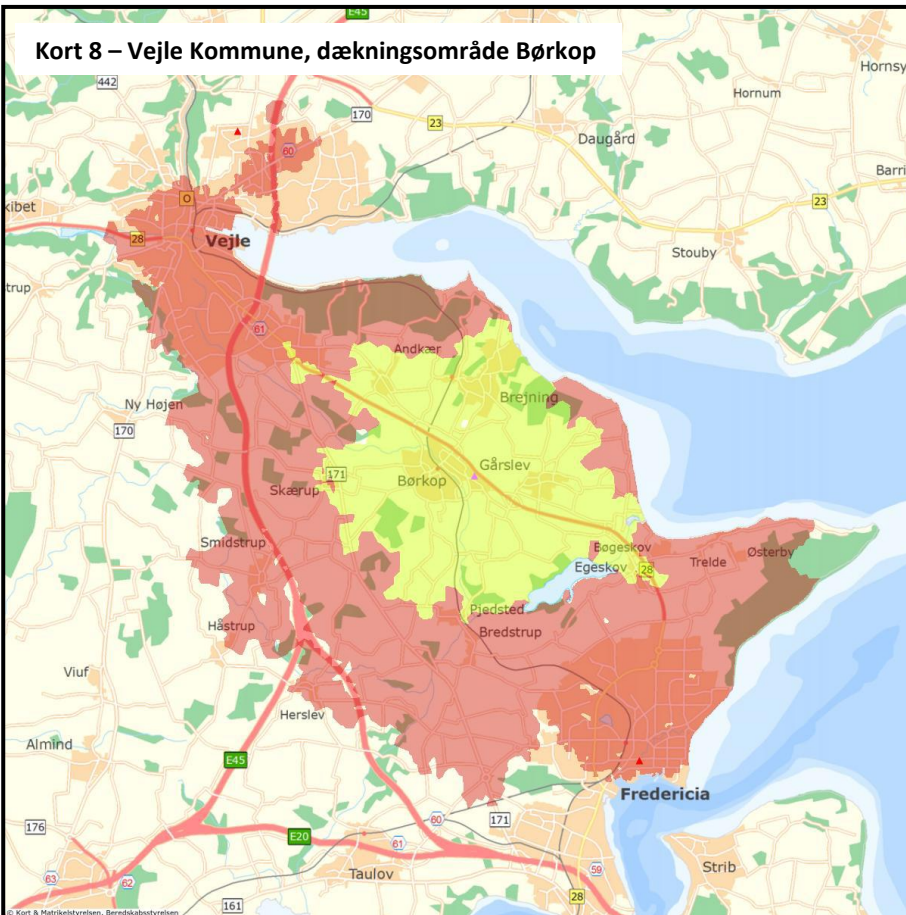 E45
Kort 8 – Vejle Kommune, dækningsområde Børkop
Hornsy
442
Hornum
170
23
Daugård
60
Barri
kibet
O
23
28
Vejle
Stouby
trup
61
Andkær
Brejning
Ny Højen
170
Gårslev
171
Børkop
Skærup
Smidstrup
Bøgeskov
Trelde
Østerby
Egeskov
28
Pjedsted
Håstrup
Bredstrup
Viuf
Herslev
Almind
E45
Fredericia
176
60
171
E20
61
59
Strib
63
62
Taulov
28
161
© Kort & Matrikelstyrelsen, Beredskabsstyrelsen